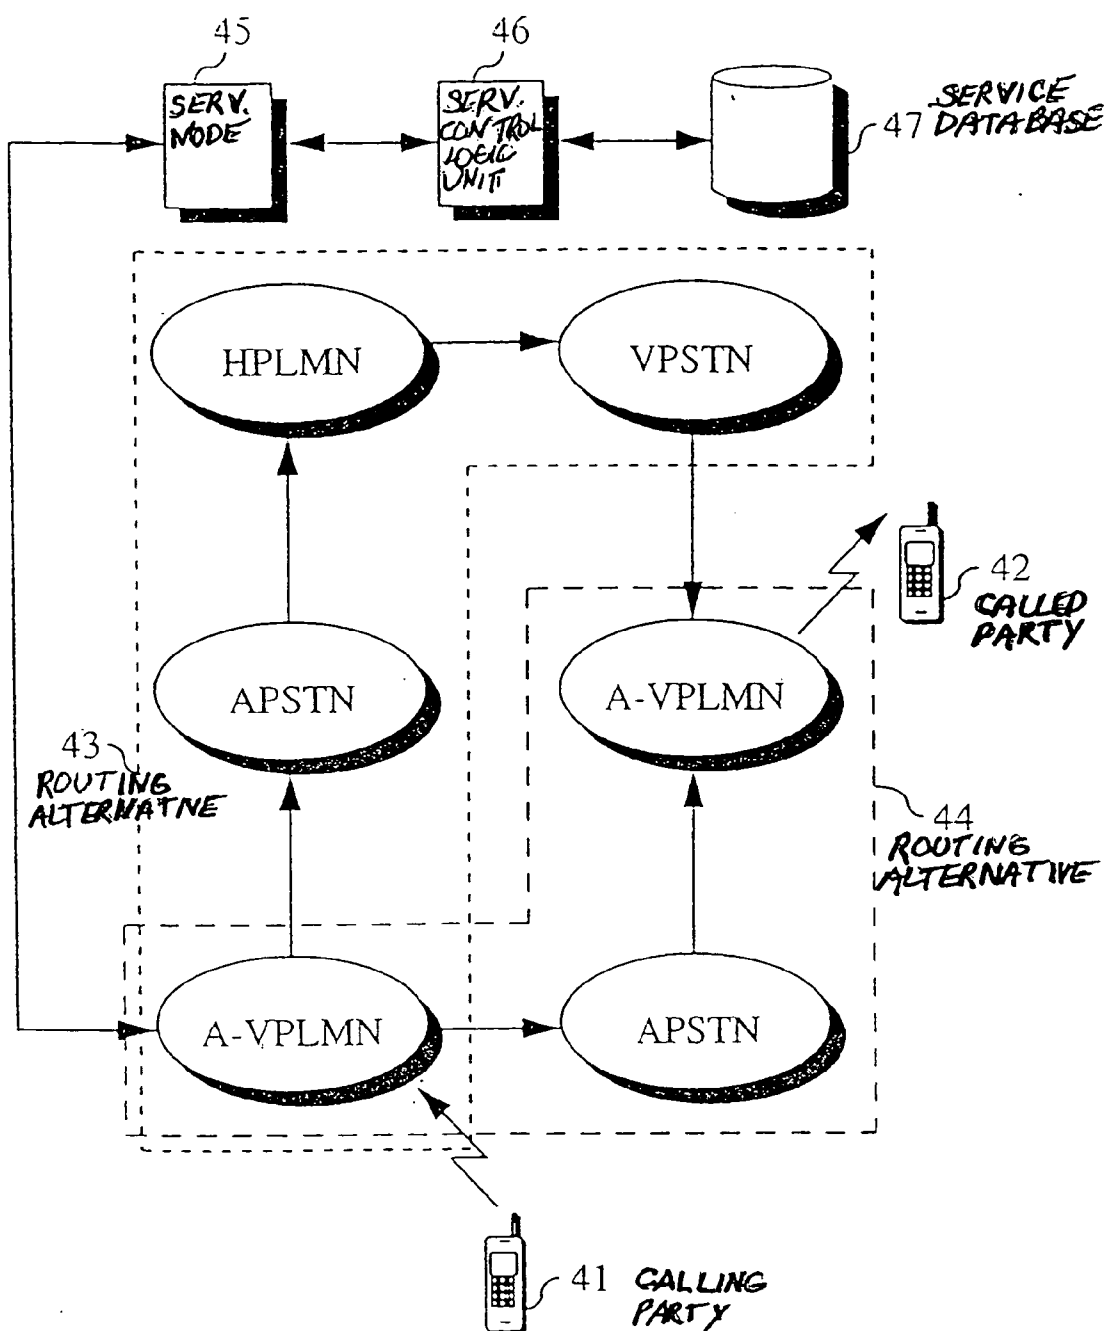 45
46
SERV.
NODE
SERV.
CONTROL
LOGIC
UNIT
47
SERVICE
DATABASE
HPLMN
VPSTN
42
CALLED
PARTY
APSTN
A-VPLMN
43
ROUTING
ALTERNATIVE
44
ROUTING
ALTERNATIVE
A-VPLMN
APSTN
41
CALLING
PARTY